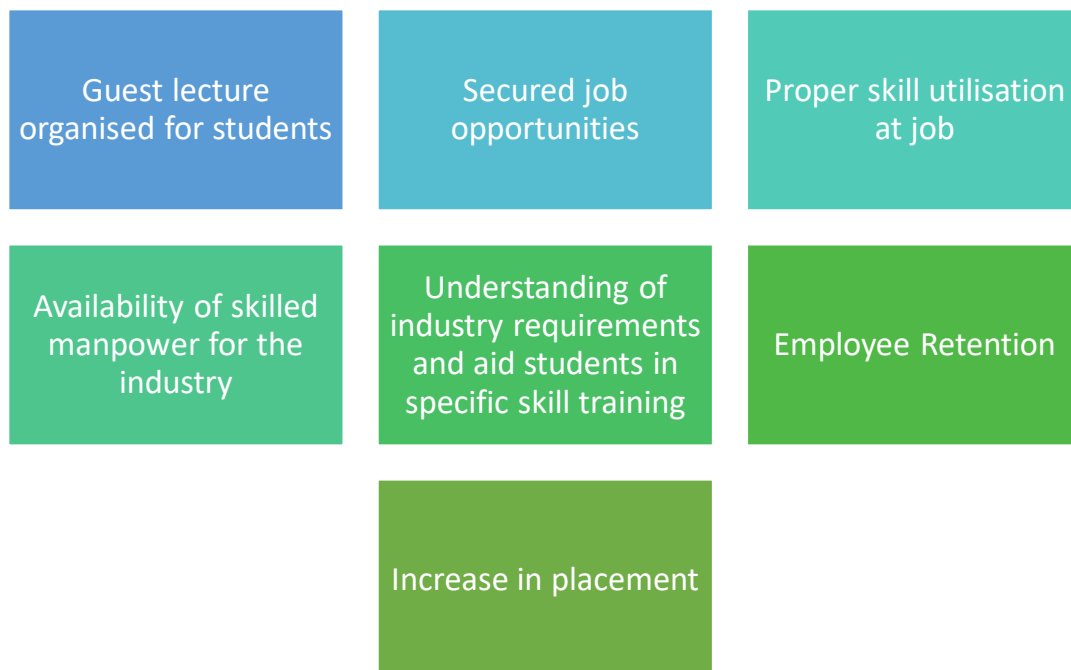 Guest lecture
organised for students
Secured job
opportunities
Proper skill utilisation
at job
Availability of skilled
manpower for the
industry
Understanding of
industry requirements
and aid students in
specific skill training
Employee Retention
Increase in placement